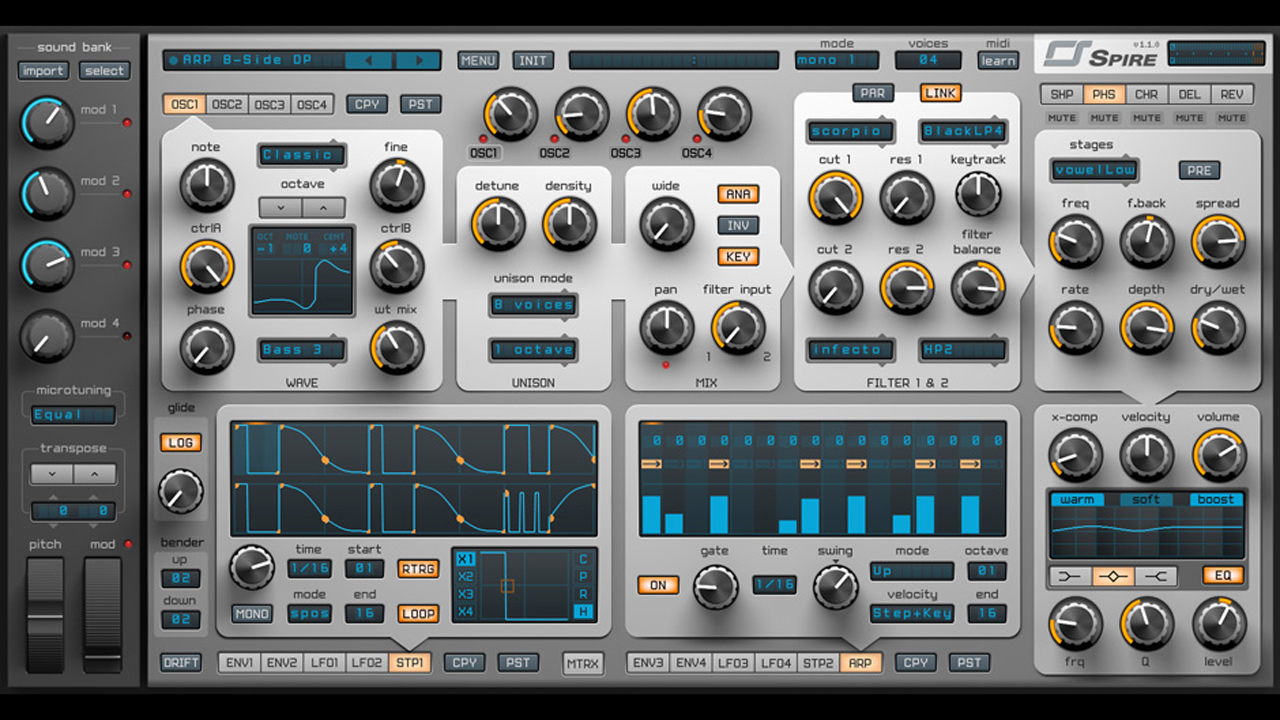 sound bank
import select
mod 1
mod 2
mod 3
mod 4
microtuning
Equal
transpose
0 0
pitch mod
ARP B-Side DP
MENU INIT
:
mode
mono 1
voices
04
midi
learn
SPIRE v1.1.0
OSC1 OSC2 OSC3 OSC4 CPY PST
note Classic fine
octave
ctrlA ctrlB
OCT NOTE CENT
-1 0 +4
phase wt mix
Bass 3
WAVE
OSC1 OSC2 OSC3 OSC4
detune density
unison mode
8 voices
1 octave
UNISON
wide ANA
INV
KEY
pan filter input
1 2
MIX
PAR LINK
scorpio BlackLP4
cut 1 res 1 keytrack
cut 2 res 2 filter balance
infecto HP2
FILTER 1 & 2
SHP PHS CHR DEL REV
MUTE MUTE MUTE MUTE MUTE
stages
vowelLow PRE
freq f.back spread
rate depth dry/wet
glide
LOG
bender
up
02
down
02
DRIFT
time start
1/16 01 RTRG
mode end
MONO spos 16 LOOP
X1 C
X2 P
X3 R
X4 H
ENV1 ENV2 LFO1 LFO2 STP1 CPY PST MTRX
0 0 0 0 0 0 0 0 0 0 0 0 0 0 0 0
gate time swing mode octave
ON 1/16 Up 01
velocity end
Step+Key 16
ENV3 ENV4 LFO3 LFO4 STP2 ARP CPY PST
x-comp velocity volume
warm soft boost
EQ
frq Q level